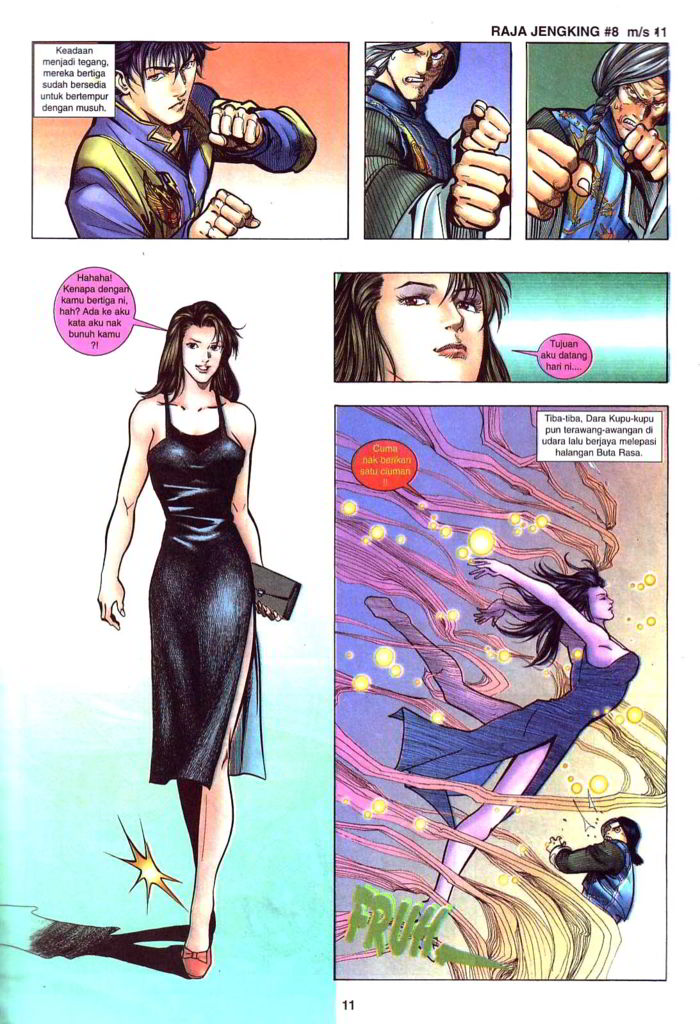 RAJA JENGKING #8 m/s 11
Keadaan
menjadi tegang,
mereka bertiga
sudah bersedia
untuk bertempur
dengan musuh.
Hahaha!
Kenapa dengan
kamu bertiga ni,
hah? Ada ke aku
kata aku nak
bunuh kamu
?!
Tujuan
aku datang
hari ni....
Cuma
nak berikan
satu ciuman
!!
Tiba-tiba, Dara Kupu-kupu
pun terawang-awangan di
udara lalu berjaya melepasi
halangan Buta Rasa.
FRUH
11